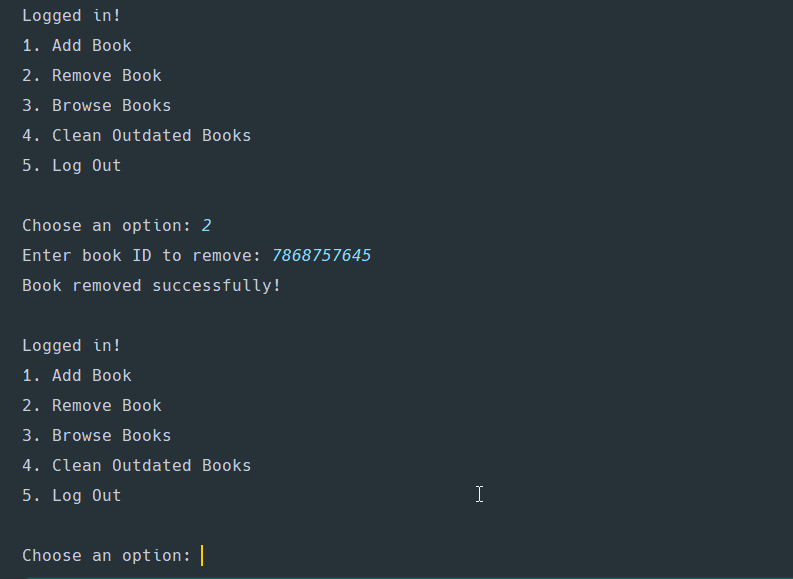 Logged in!
1. Add Book
2. Remove Book
3. Browse Books
4. Clean Outdated Books
5. Log Out
Choose an option: 2
Enter book ID to remove: 7868757645
Book removed successfully!
Logged in!
1. Add Book
2. Remove Book
3. Browse Books
4. Clean Outdated Books
5. Log Out
Choose an option: